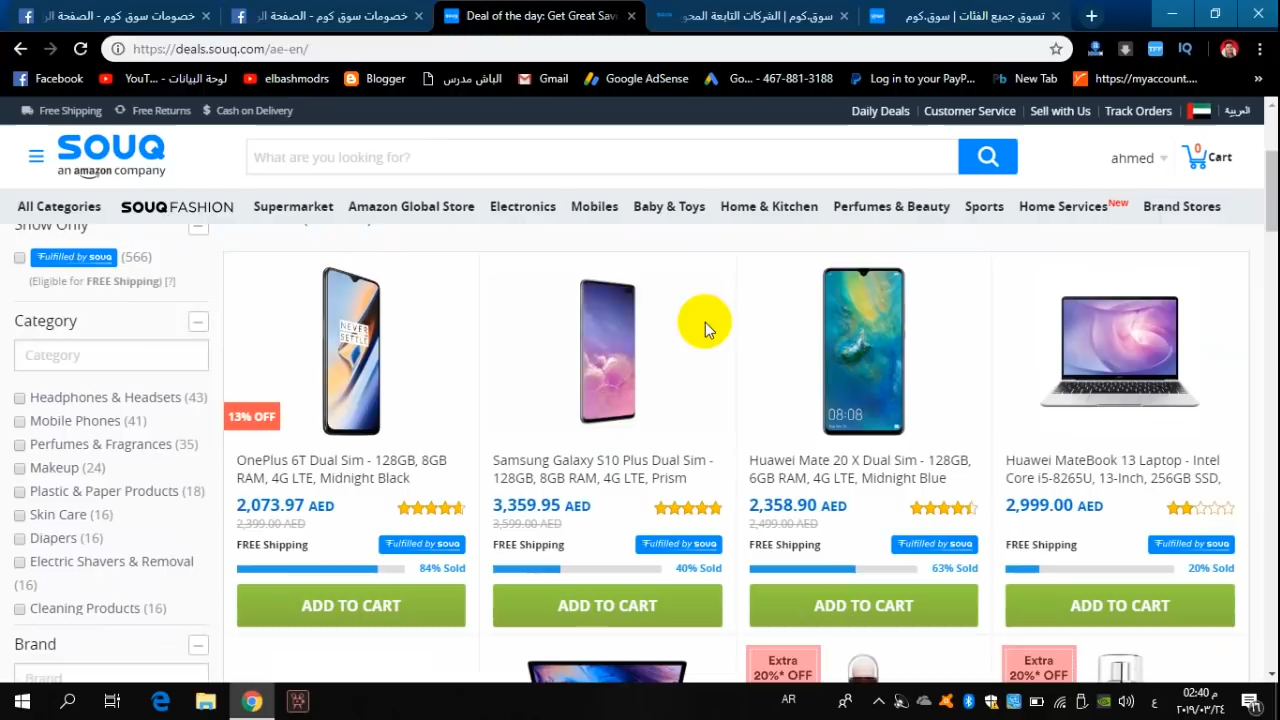 خصومات سوق كوم - الصفحة الر
خصومات سوق كوم - الصفحة الر
Deal of the day: Get Great Savi
سوق.كوم | الشركات التابعة المحو
تسوق جميع الفئات | سوق.كوم
https://deals.souq.com/ae-en/
Facebook
YouT... - لوحة البيانات
elbashmodrs
Blogger
الباش مدرس
Gmail
Google AdSense
Go... - 467-881-3188
Log in to your PayP...
New Tab
https://myaccount....
Free Shipping
Free Returns
Cash on Delivery
Daily Deals
Customer Service
Sell with Us
Track Orders
العربية
souq
an amazon company
What are you looking for?
ahmed
0
Cart
All Categories
SOUQ FASHION
Supermarket
Amazon Global Store
Electronics
Mobiles
Baby & Toys
Home & Kitchen
Perfumes & Beauty
Sports
Home Services New
Brand Stores
Show Only
Fulfilled by souq (566)
(Eligible for FREE Shipping) [?]
Category
Category
Headphones & Headsets (43)
Mobile Phones (41)
Perfumes & Fragrances (35)
Makeup (24)
Plastic & Paper Products (18)
Skin Care (16)
Diapers (16)
Electric Shavers & Removal
(16)
Cleaning Products (16)
Brand
Brand
NEVER
SETTLE
13% OFF
OnePlus 6T Dual Sim - 128GB, 8GB
RAM, 4G LTE, Midnight Black
2,073.97 AED
2,399.00 AED
FREE Shipping
Fulfilled by souq
84% Sold
ADD TO CART
Samsung Galaxy S10 Plus Dual Sim -
128GB, 8GB RAM, 4G LTE, Prism
3,359.95 AED
3,599.00 AED
FREE Shipping
Fulfilled by souq
40% Sold
ADD TO CART
08:08
Huawei Mate 20 X Dual Sim - 128GB,
6GB RAM, 4G LTE, Midnight Blue
2,358.90 AED
2,499.00 AED
FREE Shipping
Fulfilled by souq
63% Sold
ADD TO CART
Huawei MateBook 13 Laptop - Intel
Core i5-8265U, 13-Inch, 256GB SSD,
2,999.00 AED
FREE Shipping
Fulfilled by souq
20% Sold
ADD TO CART
Extra
20%* OFF
Extra
20%* OFF
AR
ع
02:40 م
٢٠١٩/٠٣/٢٤